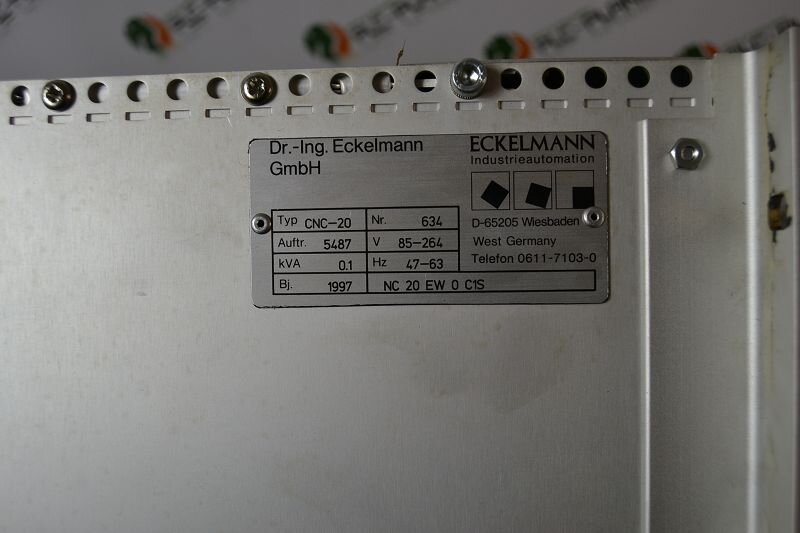 Dr.-Ing. Eckelmann
GmbH
ECKELMANN
Industrieautomation
D-65205 Wiesbaden
West Germany
Telefon 0611-7103-0
Typ CNC-20 Nr. 634
Auftr. 5487 V 85-264
kVA 0.1 Hz 47-63
Bj. 1997 NC 20 EW 0 C1S